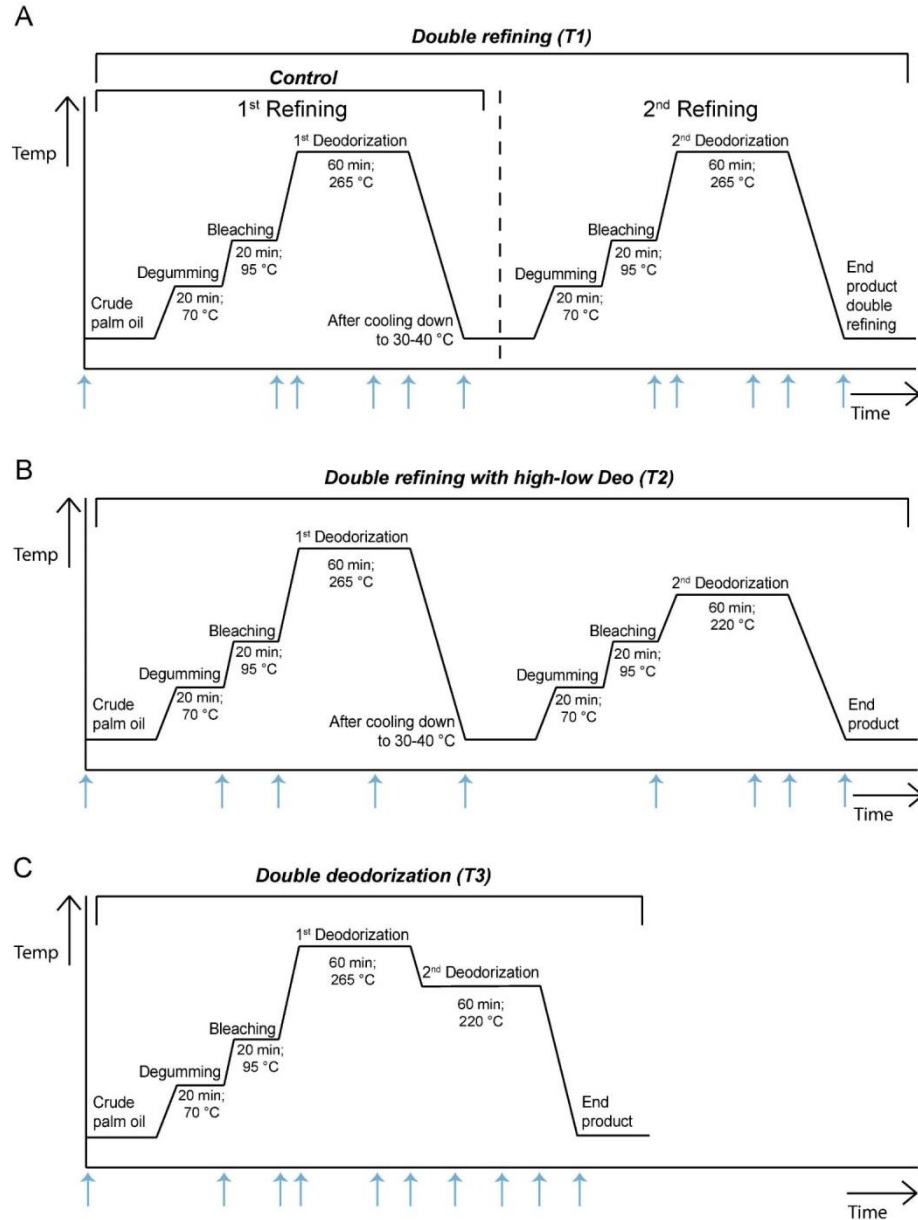 A
Double refining (T1)
Control
1st Refining
2nd Refining
Temp
1st Deodorization
60 min;
265 °C
2nd Deodorization
60 min;
265 °C
Bleaching
20 min;
95 °C
Bleaching
20 min;
95 °C
Degumming
20 min;
70 °C
Degumming
20 min;
70 °C
Crude
palm oil
After cooling down
to 30-40 °C
End
product
double
refining
Time
B
Double refining with high-low Deo (T2)
Temp
1st Deodorization
60 min;
265 °C
2nd Deodorization
60 min;
220 °C
Bleaching
20 min;
95 °C
Bleaching
20 min;
95 °C
Degumming
20 min;
70 °C
Degumming
20 min;
70 °C
Crude
palm oil
After cooling down
to 30-40 °C
End
product
Time
C
Double deodorization (T3)
Temp
1st Deodorization
60 min;
265 °C
2nd Deodorization
60 min;
220 °C
Bleaching
20 min;
95 °C
Degumming
20 min;
70 °C
Crude
palm oil
End
product
Time